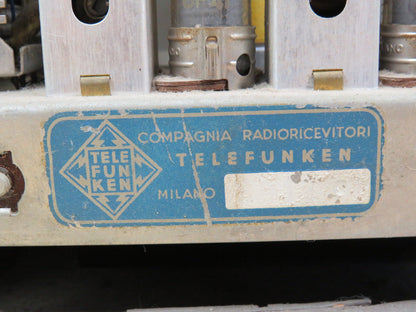 COMPAGNIA RADIORICEVITORI
TELEFUNKEN
MILANO
TELE
FUN
KEN